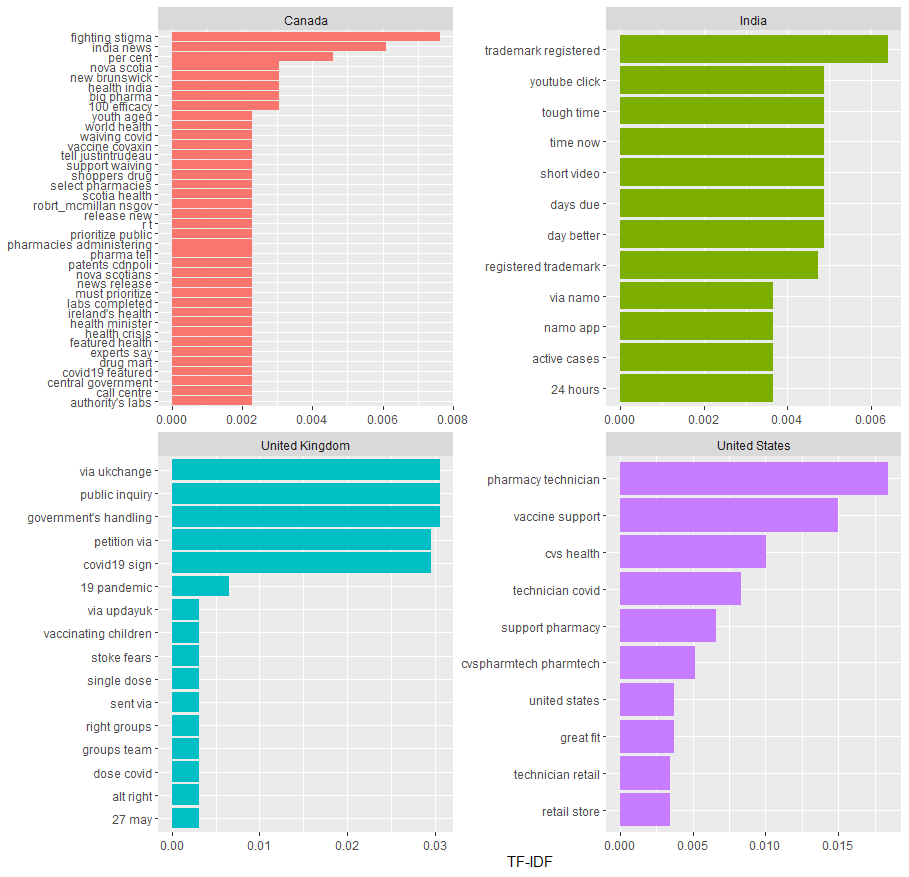 Canada
fighting stigma
india news
per cent
nova scotia
new brunswick
health india
big pharma
100 efficacy
youth aged
world health
waiving covid
vaccine covaxin
tell justintrudeau
support waiving
shoppers drug
select pharmacies
scotia health
robrt_mcmillan nsgov
release new
r t
prioritize public
pharmacies administering
pharma tell
patents cdnpoli
nova scotians
news release
must prioritize
labs completed
ireland's health
health minister
health crisis
featured health
experts say
drug mart
covid19 featured
central government
call centre
authority's labs
0.000 0.002 0.004 0.006 0.008
India
trademark registered
youtube click
tough time
time now
short video
days due
day better
registered trademark
via namo
namo app
active cases
24 hours
0.000 0.002 0.004 0.006
United Kingdom
via ukchange
public inquiry
government's handling
petition via
covid19 sign
19 pandemic
via updayuk
vaccinating children
stoke fears
single dose
sent via
right groups
groups team
dose covid
alt right
27 may
0.00 0.01 0.02 0.03
United States
pharmacy technician
vaccine support
cvs health
technician covid
support pharmacy
cvspharmtech pharmtech
united states
great fit
technician retail
retail store
0.000 0.005 0.010 0.015
TF-IDF